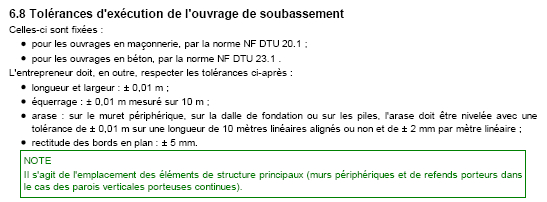 6.8 Tolérances d'exécution de l'ouvrage de soubassement
Celles-ci sont fixées :
● pour les ouvrages en maçonnerie, par la norme NF DTU 20.1 ;
● pour les ouvrages en béton, par la norme NF DTU 23.1 .
L'entrepreneur doit, en outre, respecter les tolérances ci-après :
● longueur et largeur : ± 0,01 m ;
● équerrage : ± 0,01 m mesuré sur 10 m ;
● arase : sur le muret périphérique, sur la dalle de fondation ou sur les piles, l'arase doit être nivelée avec une
tolérance de ± 0,01 m sur une longueur de 10 mètres linéaires alignés ou non et de ± 2 mm par mètre linéaire ;
● rectitude des bords en plan : ± 5 mm.
NOTE
Il s'agit de l'emplacement des éléments de structure principaux (murs périphériques et de refends porteurs dans
le cas des parois verticales porteuses continues).